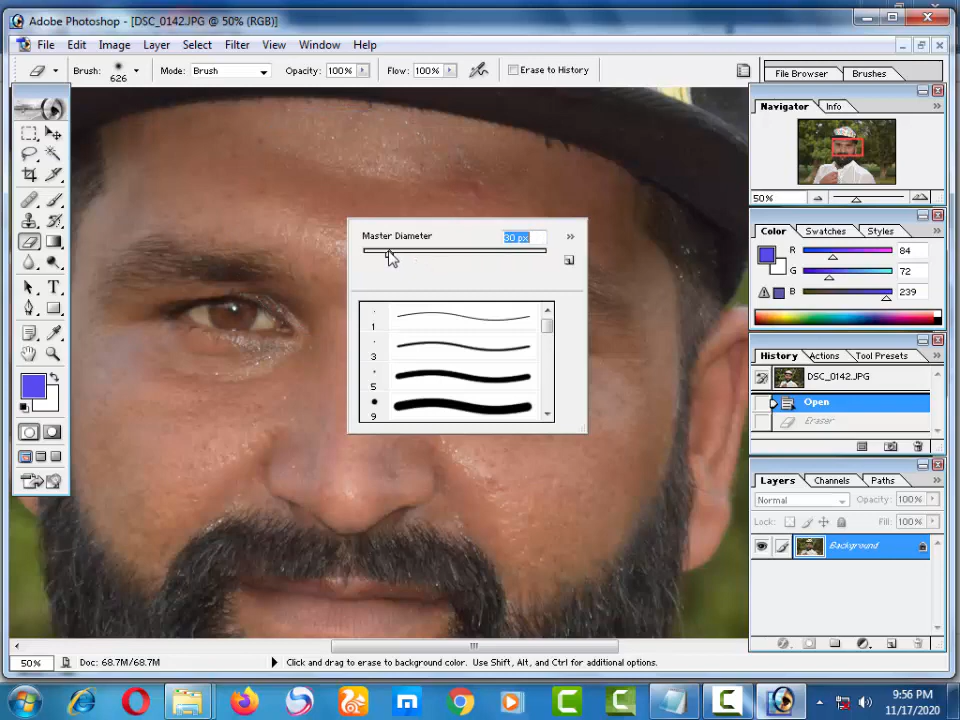 Adobe Photoshop - [DSC_0142.JPG @ 50% (RGB)]
File Edit Image Layer Select Filter View Window Help
Brush: 626 Mode: Brush Opacity: 100% Flow: 100% Erase to History File Browser Brushes
Navigator Info
50%
Color Swatches Styles
R 84
G 72
B 239
Master Diameter 30 px
1
3
5
9
History Actions Tool Presets
DSC_0142.JPG
Open
Eraser
Layers Channels Paths
Normal Opacity: 100%
Lock: Fill: 100%
Background
50% Doc: 68.7M/68.7M Click and drag to erase to background color. Use Shift, Alt, and Ctrl for additional options.
9:56 PM
11/17/2020